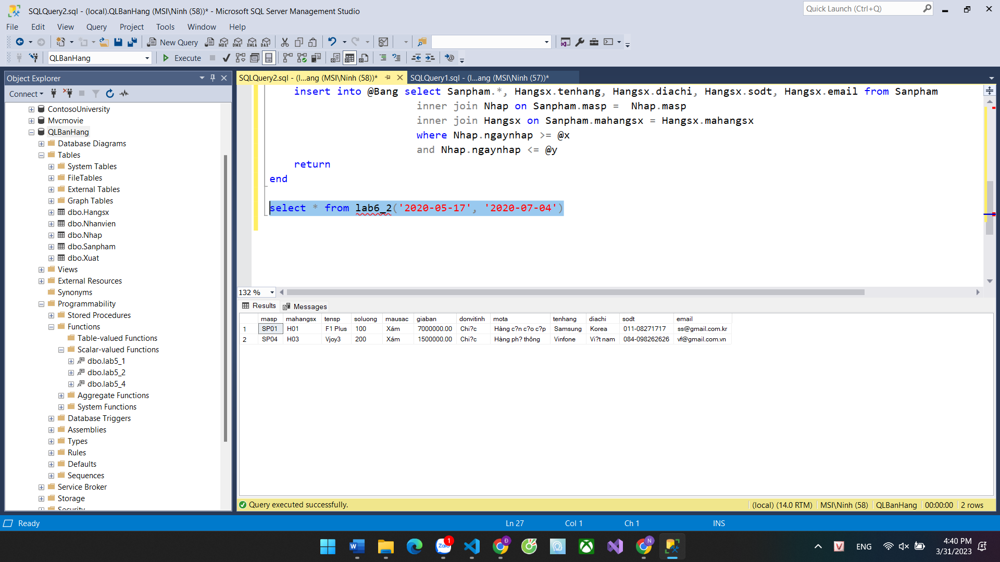 SQLQuery2.sql - (local).QLBanHang (MSI\Ninh (58))* - Microsoft SQL Server Management Studio
Quick Launch (Ctrl+Q)
File Edit View Query Project Tools Window Help
New Query
MDX DMX XMLA DAX
QLBanHang
Execute
Object Explorer
Connect
ContosoUniversity
Mvcmovie
QLBanHang
Database Diagrams
Tables
System Tables
FileTables
External Tables
Graph Tables
dbo.Hangsx
dbo.Nhanvien
dbo.Nhap
dbo.Sanpham
dbo.Xuat
Views
External Resources
Synonyms
Programmability
Stored Procedures
Functions
Table-valued Functions
Scalar-valued Functions
dbo.lab5_1
dbo.lab5_2
dbo.lab5_4
Aggregate Functions
System Functions
Database Triggers
Assemblies
Types
Rules
Defaults
Sequences
Service Broker
Storage
Security
SQLQuery2.sql - (l...ang (MSI\Ninh (58))* SQLQuery1.sql - (l...ang (MSI\Ninh (57))*
insert into @Bang select Sanpham.*, Hangsx.tenhang, Hangsx.diachi, Hangsx.sodt, Hangsx.email from Sanpham
inner join Nhap on Sanpham.masp = Nhap.masp
inner join Hangsx on Sanpham.mahangsx = Hangsx.mahangsx
where Nhap.ngaynhap >= @x
and Nhap.ngaynhap <= @y
return
end
select * from lab6_2('2020-05-17', '2020-07-04')
132 %
Results Messages
masp mahangsx tensp soluong mausac giaban donvitinh mota tenhang diachi sodt email
1 SP01 H01 F1 Plus 100 Xám 7000000.00 Chi?c Hàng c?n c?o c?p Samsung Korea 011-08271717 ss@gmail.com.kr
2 SP04 H03 Vjoy3 200 Xám 1500000.00 Chi?c Hàng ph? thông Vinfone Vi?t nam 084-098262626 vf@gmail.com.vn
Query executed successfully. (local) (14.0 RTM) MSI\Ninh (58) QLBanHang 00:00:00 2 rows
Ready Ln 27 Col 1 Ch 1 INS
W Zalo 1 Đ N V ENG
4:40 PM
3/31/2023